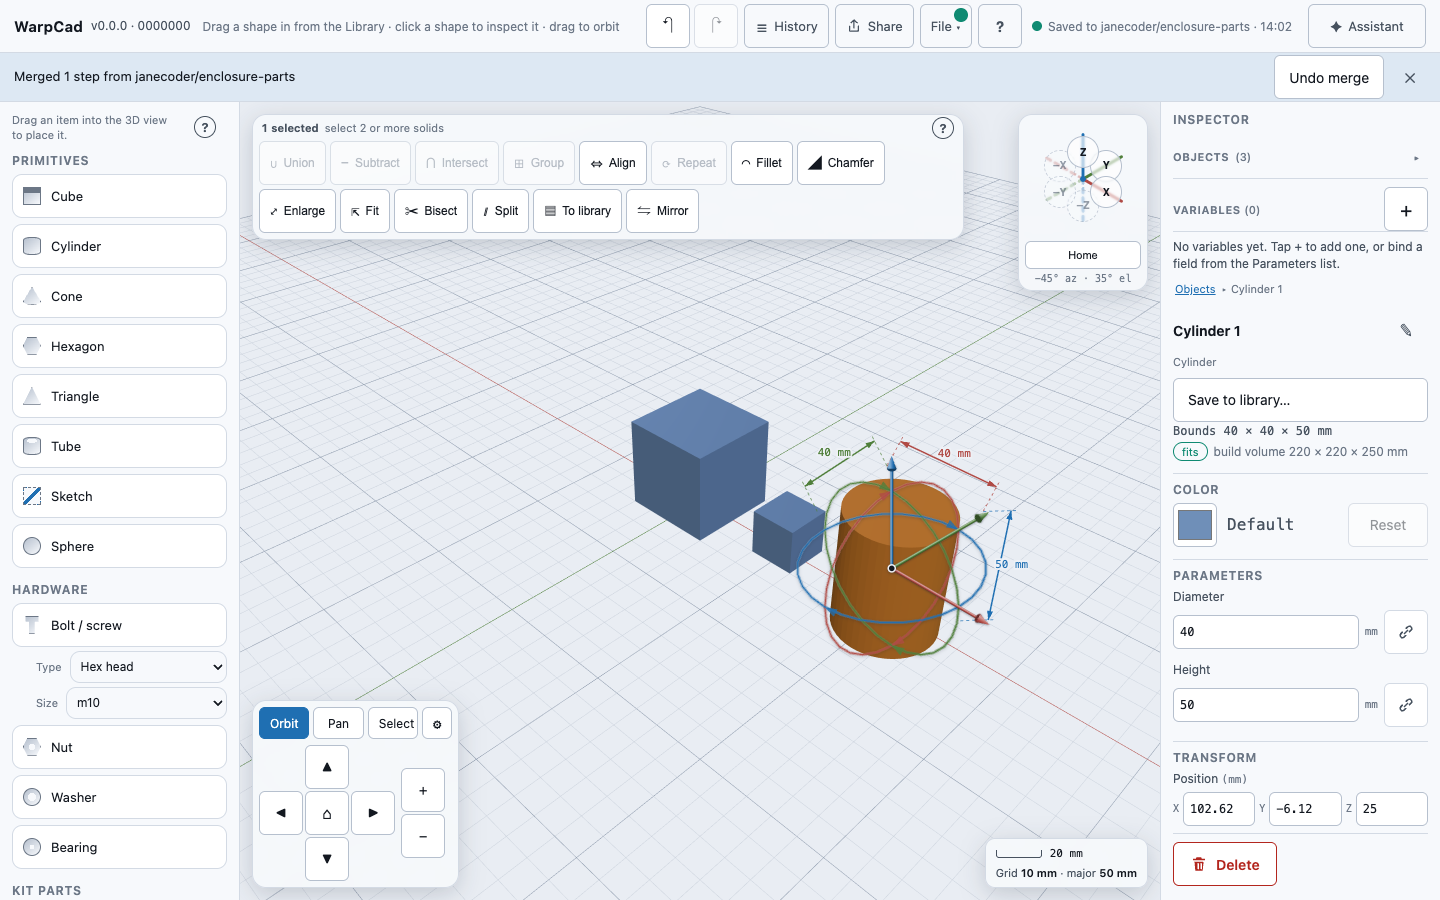 WarpCad v0.0.0 · 0000000 Drag a shape in from the Library · click a shape to inspect it · drag to orbit
History
Share
File
?
Saved to janecoder/enclosure-parts · 14:02
Assistant
Merged 1 step from janecoder/enclosure-parts
Undo merge
Drag an item into the 3D view
to place it.
?
PRIMITIVES
Cube
Cylinder
Cone
Hexagon
Triangle
Tube
Sketch
Sphere
HARDWARE
Bolt / screw
Type Hex head
Size m10
Nut
Washer
Bearing
KIT PARTS
1 selected select 2 or more solids
?
Union
Subtract
Intersect
Group
Align
Repeat
Fillet
Chamfer
Enlarge
Fit
Bisect
Split
To library
Mirror
Z
−X
Y
−Y
X
−Z
Home
−45° az · 35° el
40 mm
40 mm
50 mm
Orbit
Pan
Select
+
−
20 mm
Grid 10 mm · major 50 mm
INSPECTOR
OBJECTS (3)
VARIABLES (0)
+
No variables yet. Tap + to add one, or bind a
field from the Parameters list.
Objects ▸ Cylinder 1
Cylinder 1
Cylinder
Save to library...
Bounds 40 × 40 × 50 mm
fits build volume 220 × 220 × 250 mm
COLOR
Default
Reset
PARAMETERS
Diameter
40 mm
Height
50 mm
TRANSFORM
Position (mm)
X 102.62 Y −6.12 Z 25
Delete